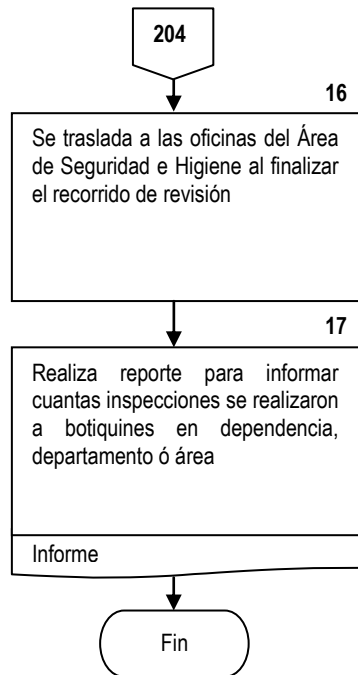 204
16
Se traslada a las oficinas del Área
de Seguridad e Higiene al finalizar
el recorrido de revisión
17
Realiza reporte para informar
cuantas inspecciones se realizaron
a botiquines en dependencia,
departamento ó área
Informe
Fin